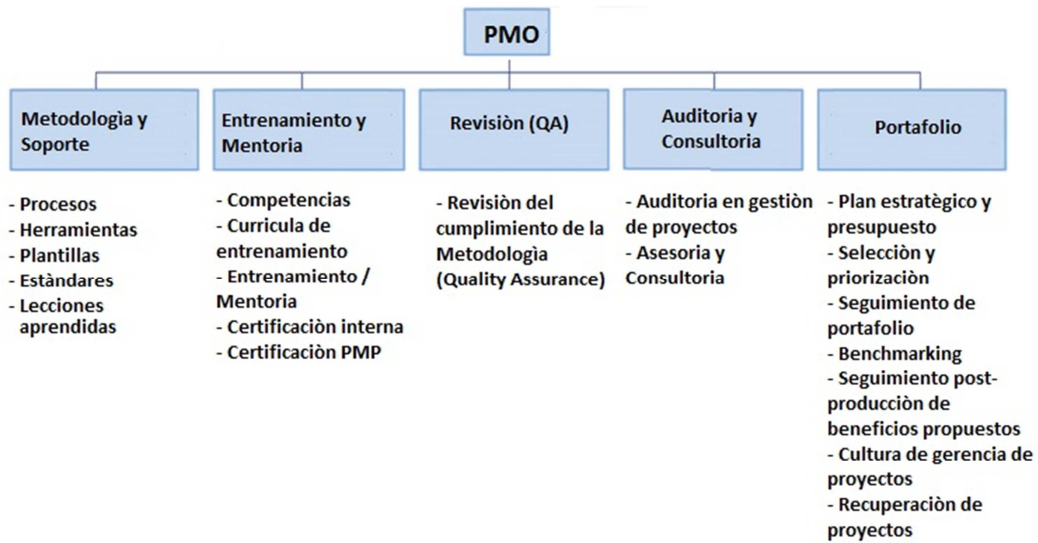 PMO
Metodologìa y
Soporte
- Procesos
- Herramientas
- Plantillas
- Estàndares
- Lecciones
aprendidas
Entrenamiento y
Mentoria
- Competencias
- Curricula de
entrenamiento
- Entrenamiento /
Mentoria
- Certificaciòn interna
- Certificaciòn PMP
Revisiòn (QA)
- Revisiòn del
cumplimiento de la
Metodologìa
(Quality Assurance)
Auditoria y
Consultoria
- Auditoria en gestiòn
de proyectos
- Asesoria y
Consultoria
Portafolio
- Plan estratègico y
presupuesto
- Selecciòn y
priorizaciòn
- Seguimiento de
portafolio
- Benchmarking
- Seguimiento post-
producciòn de
beneficios propuestos
- Cultura de gerencia de
proyectos
- Recuperaciòn de
proyectos